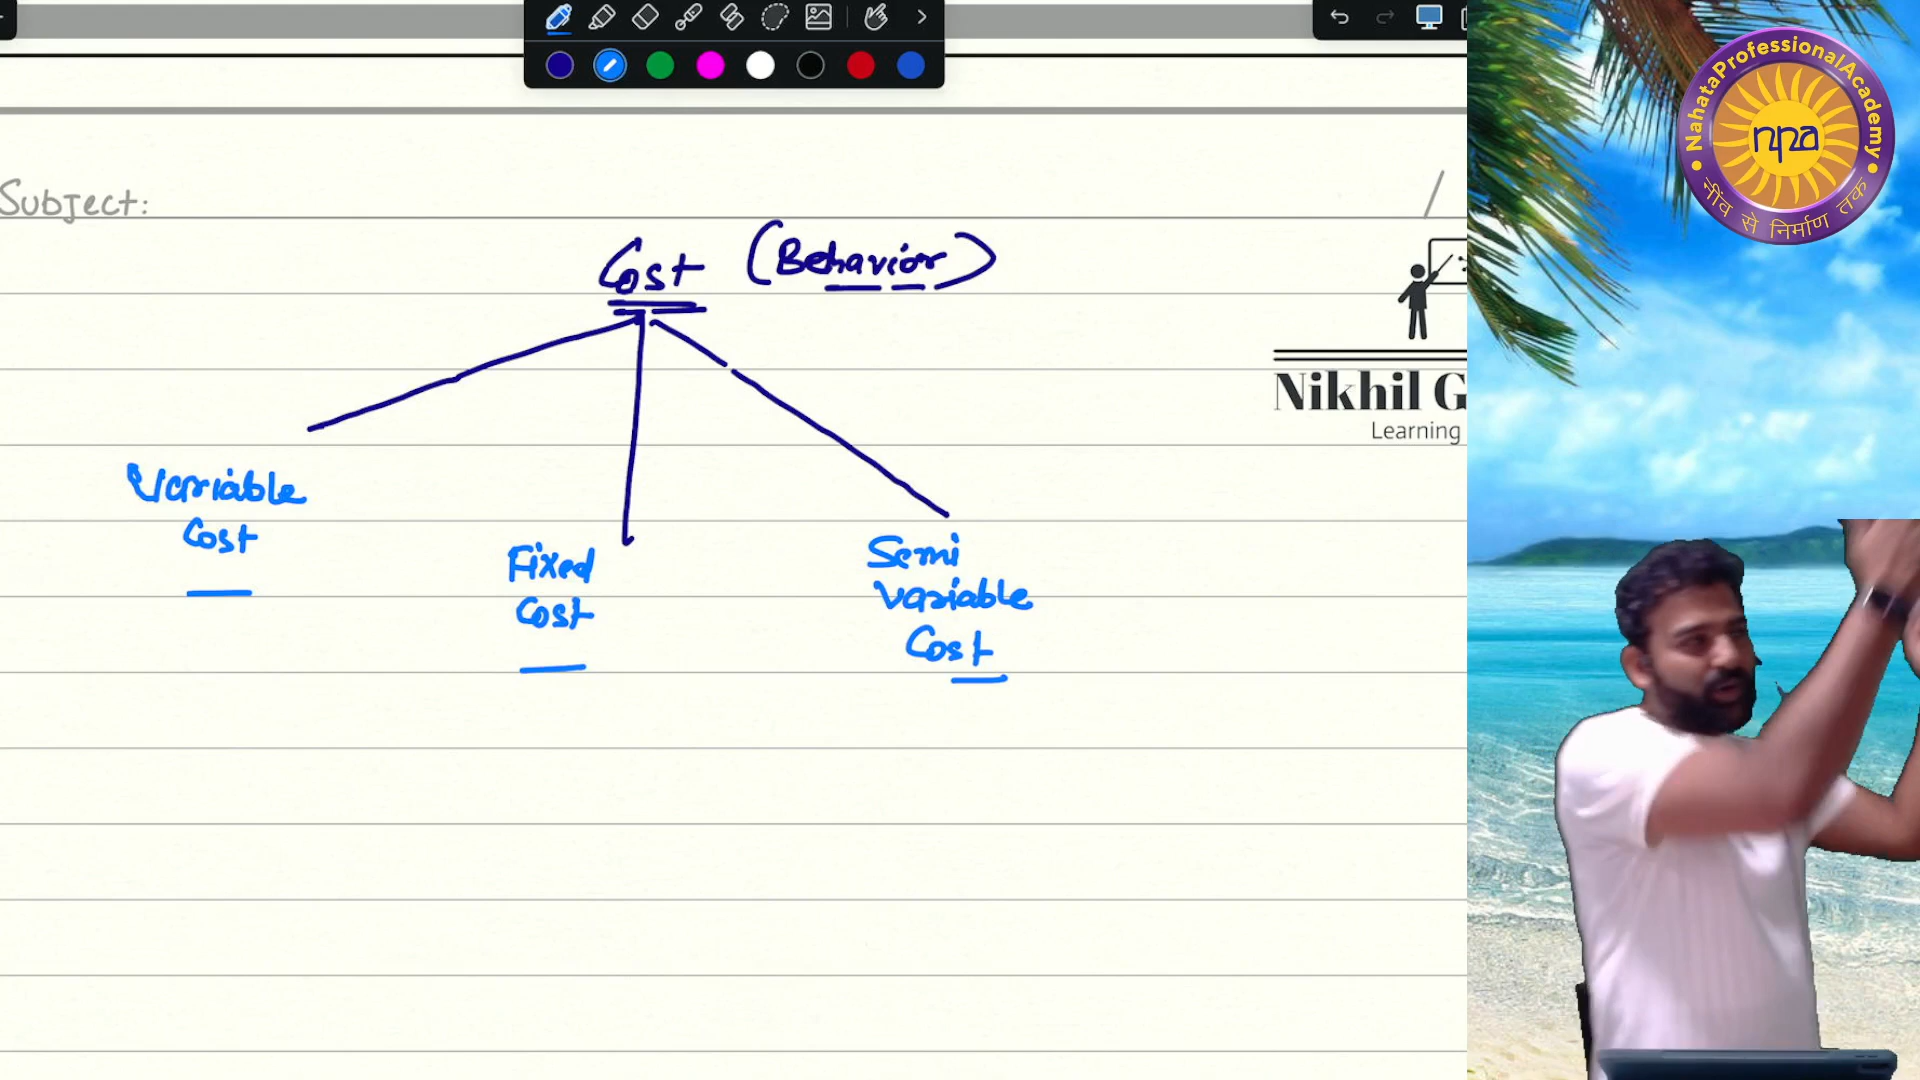 Subject:
Cost (Behavior)
Variable
Cost
Fixed
Cost
Semi
Variable
Cost
Nikhil G
Learning
NahataProfessionalAcademy
npa
नींव से निर्माण तक